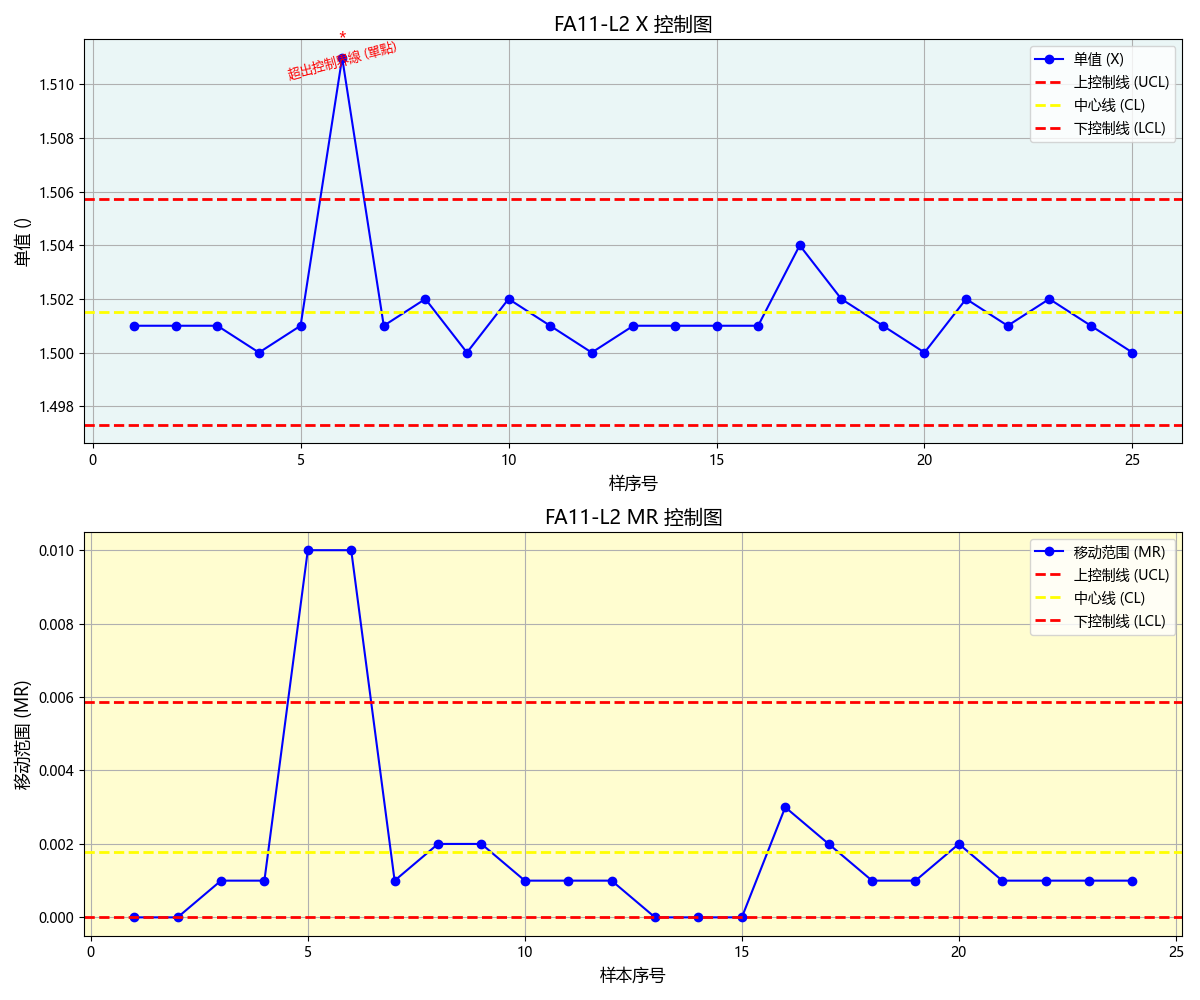 FA11-L2 X 控制图
*
超出控制界線 (單點)
单值 (X)
上控制线 (UCL)
中心线 (CL)
下控制线 (LCL)
单值 ()
1.510
1.508
1.506
1.504
1.502
1.500
1.498
0 5 10 15 20 25
样序号
FA11-L2 MR 控制图
移动范围 (MR)
上控制线 (UCL)
中心线 (CL)
下控制线 (LCL)
移动范围 (MR)
0.010
0.008
0.006
0.004
0.002
0.000
0 5 10 15 20 25
样本序号